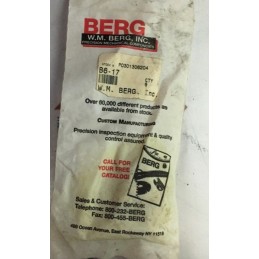 BERG
W.M. BERG, INC.
PRECISION MECHANICAL COMPONENTS
B6-17
QTY
W.M. BERG, Inc.
Over 60,000 different products are
available from stock.
CUSTOM MANUFACTURING
Precision inspection equipment & quality
control assured.
CALL FOR
YOUR FREE
CATALOG!
BERG
Sales & Customer Service:
Telephone: 800-232-BERG
Fax: 800-455-BERG
Ocean Avenue, East Rockaway NY 11518